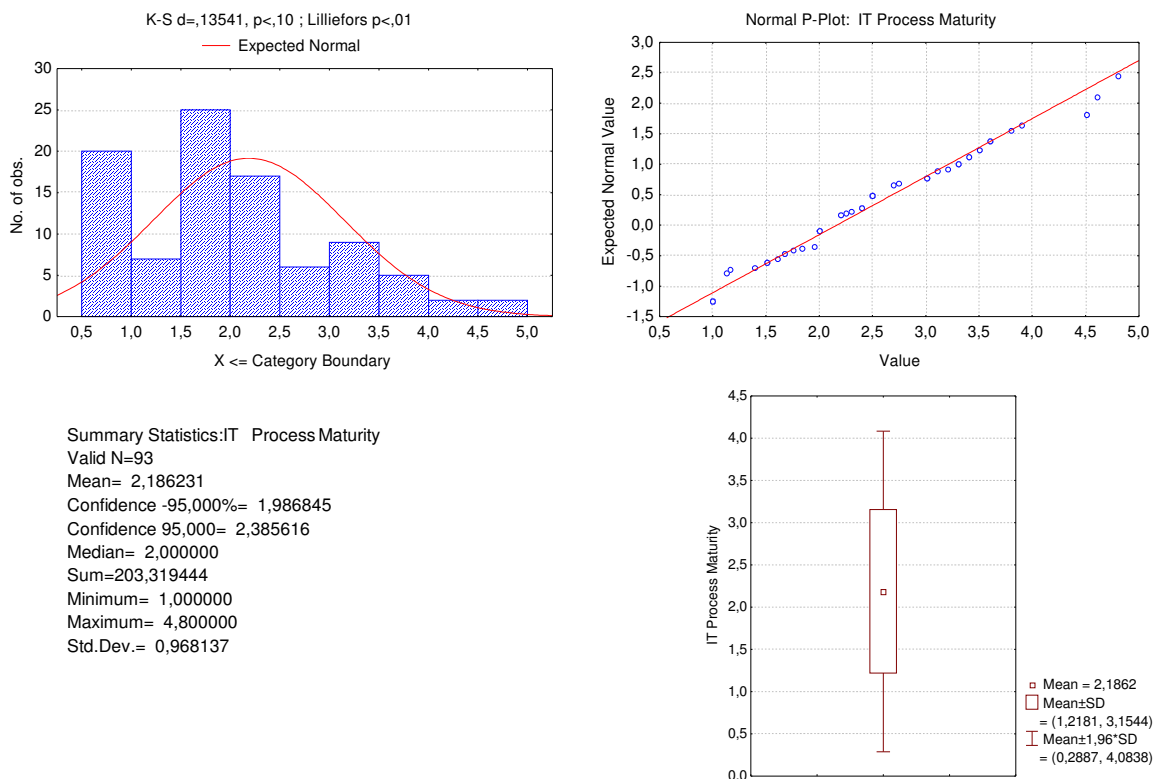 K-S d=,13541, p<,10 ; Lilliefors p<,01
Expected Normal
30
25
20
15
10
5
0
No. of obs.
0,5 1,0 1,5 2,0 2,5 3,0 3,5 4,0 4,5 5,0
X <= Category Boundary
Normal P-Plot: IT Process Maturity
3,0
2,5
2,0
1,5
1,0
0,5
0,0
-0,5
-1,0
-1,5
Expected Normal Value
0,5 1,0 1,5 2,0 2,5 3,0 3,5 4,0 4,5 5,0
Value
Summary Statistics:IT Process Maturity
Valid N=93
Mean= 2,186231
Confidence -95,000%= 1,986845
Confidence 95,000= 2,385616
Median= 2,000000
Sum=203,319444
Minimum= 1,000000
Maximum= 4,800000
Std.Dev.= 0,968137
4,5
4,0
3,5
3,0
2,5
2,0
1,5
1,0
0,5
0,0
IT Process Maturity
Mean = 2,1862
Mean±SD
= (1,2181, 3,1544)
Mean±1,96*SD
= (0,2887, 4,0838)